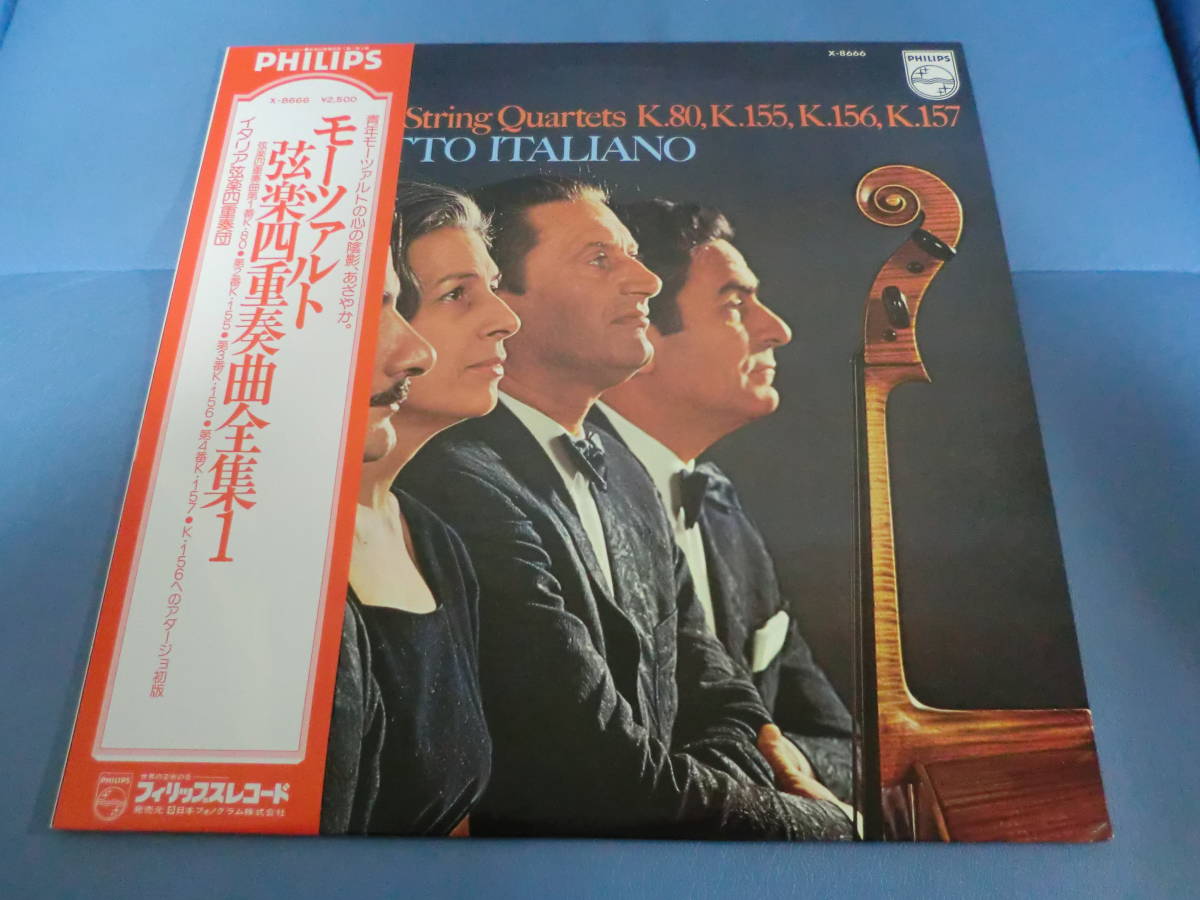 PHILIPS
X-8666 ¥2,500
青年モーツァルトの心の陰影、あざやか。
モーツァルト
弦楽四重奏曲全集1
弦楽四重奏曲第1番K.80●第2番K.155●第3番K.156●第4番K.157●K.156へのアダージョ初版
イタリア弦楽四重奏団
PHILIPS
フィリップスレコード
発売元 日本フォノグラム株式会社
X-8666
PHILIPS
String Quartets K.80, K.155, K.156, K.157
TTO ITALIANO